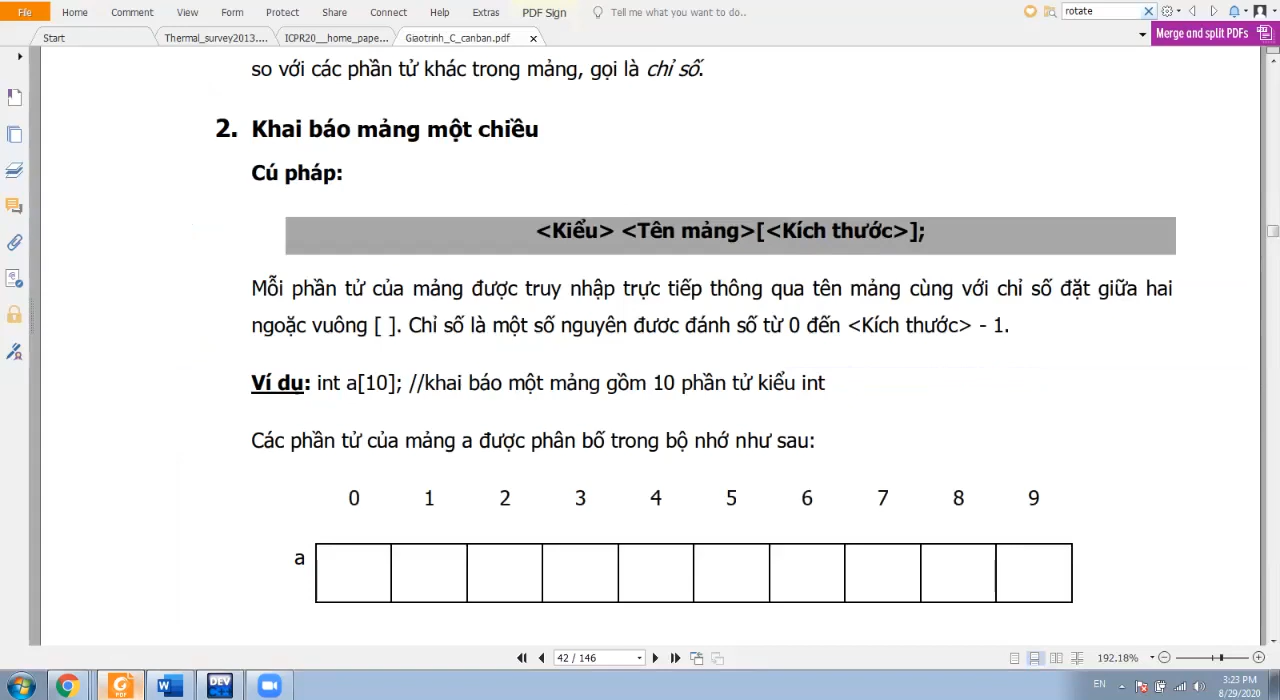 File Home Comment View Form Protect Share Connect Help Extras PDF Sign Tell me what you want to do.. rotate
Start Thermal_survey2013.... ICPR20__home_pape... Giaotrinh_C_canban.pdf Merge and split PDFs
so với các phần tử khác trong mảng, gọi là chỉ số.
2. Khai báo mảng một chiều
Cú pháp:
<Kiểu> <Tên mảng>[<Kích thước>];
Mỗi phần tử của mảng được truy nhập trực tiếp thông qua tên mảng cùng với chỉ số đặt giữa hai
ngoặc vuông [ ]. Chỉ số là một số nguyên đươc đánh số từ 0 đến <Kích thước> - 1.
Ví dụ: int a[10]; //khai báo một mảng gồm 10 phần tử kiểu int
Các phần tử của mảng a được phân bố trong bộ nhớ như sau:
0 1 2 3 4 5 6 7 8 9
a
42 / 146 192.18%
PDF W DEV C++ EN 3:23 PM
8/29/2020